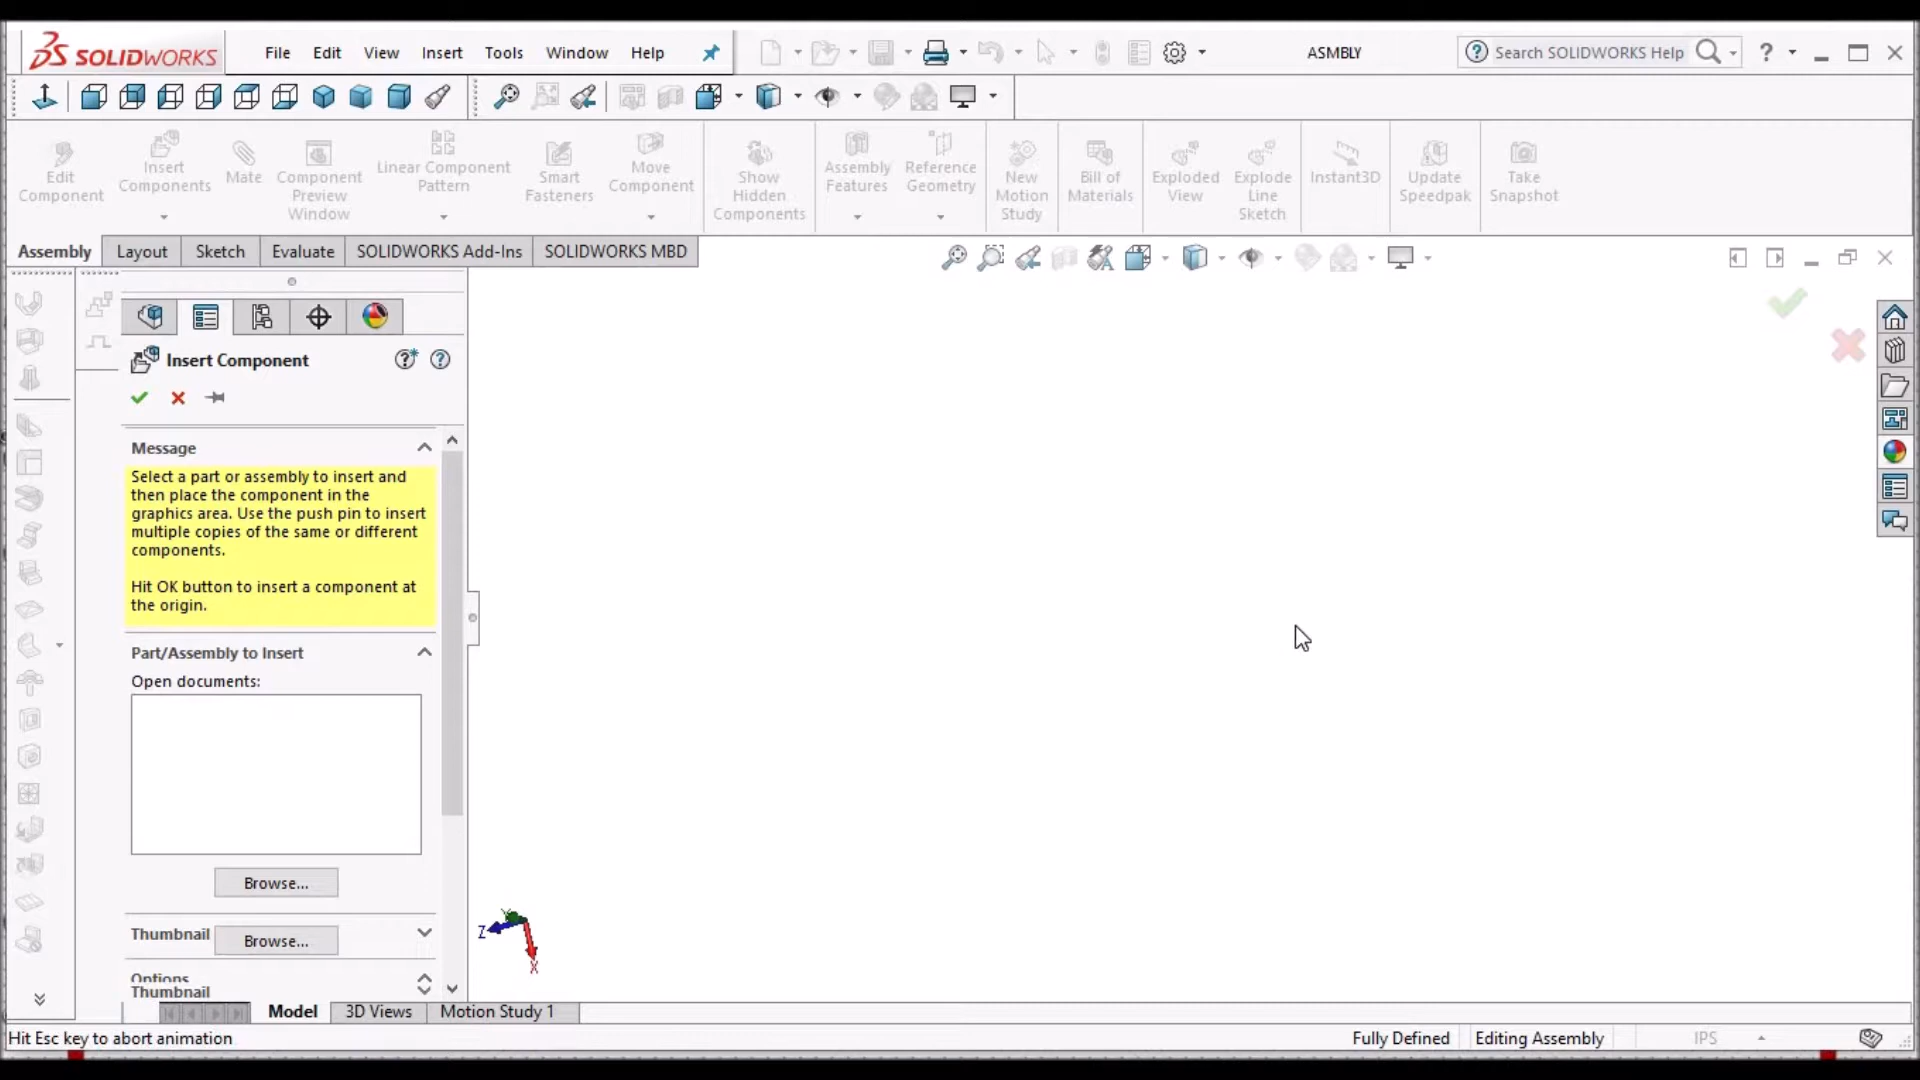 SOLIDWORKS File Edit View Insert Tools Window Help ASMBLY Search SOLIDWORKS Help ?
Edit Component
Insert Components
Mate
Component Preview Window
Linear Component Pattern
Smart Fasteners
Move Component
Show Hidden Components
Assembly Features
Reference Geometry
New Motion Study
Bill of Materials
Exploded View
Explode Line Sketch
Instant3D
Update Speedpak
Take Snapshot
Assembly Layout Sketch Evaluate SOLIDWORKS Add-Ins SOLIDWORKS MBD
Insert Component
Message
Select a part or assembly to insert and
then place the component in the
graphics area. Use the push pin to insert
multiple copies of the same or different
components.
Hit OK button to insert a component at
the origin.
Part/Assembly to Insert
Open documents:
Browse...
Thumbnail Browse...
Options
Thumbnail
Z
Y
X
Model 3D Views Motion Study 1
Hit Esc key to abort animation Fully Defined Editing Assembly IPS